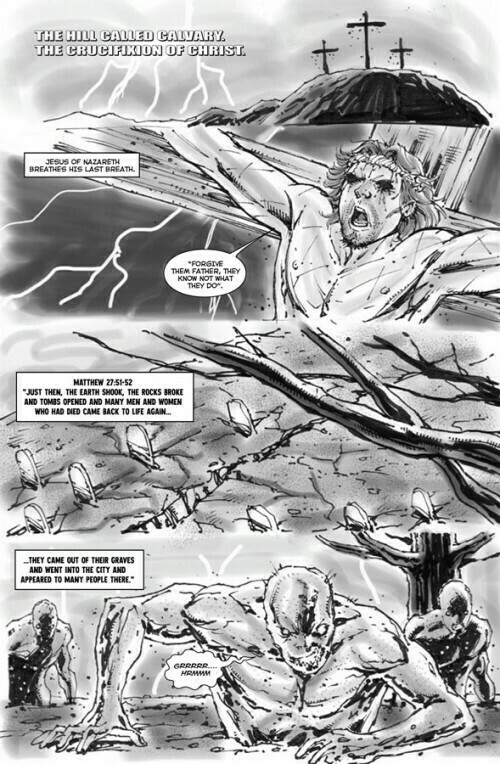 THE HILL CALLED CALVARY.
THE CRUCIFIXION OF CHRIST.
JESUS OF NAZARETH
BREATHES HIS LAST BREATH.
"FORGIVE
THEM FATHER, THEY
KNOW NOT WHAT
THEY DO".
MATTHEW 27:51-52
"JUST THEN, THE EARTH SHOOK, THE ROCKS BROKE
AND TOMBS OPENED AND MANY MEN AND WOMEN
WHO HAD DIED CAME BACK TO LIFE AGAIN...
...THEY CAME OUT OF THEIR GRAVES
AND WENT INTO THE CITY AND
APPEARED TO MANY PEOPLE THERE."
GRRRRR....
HRMMM